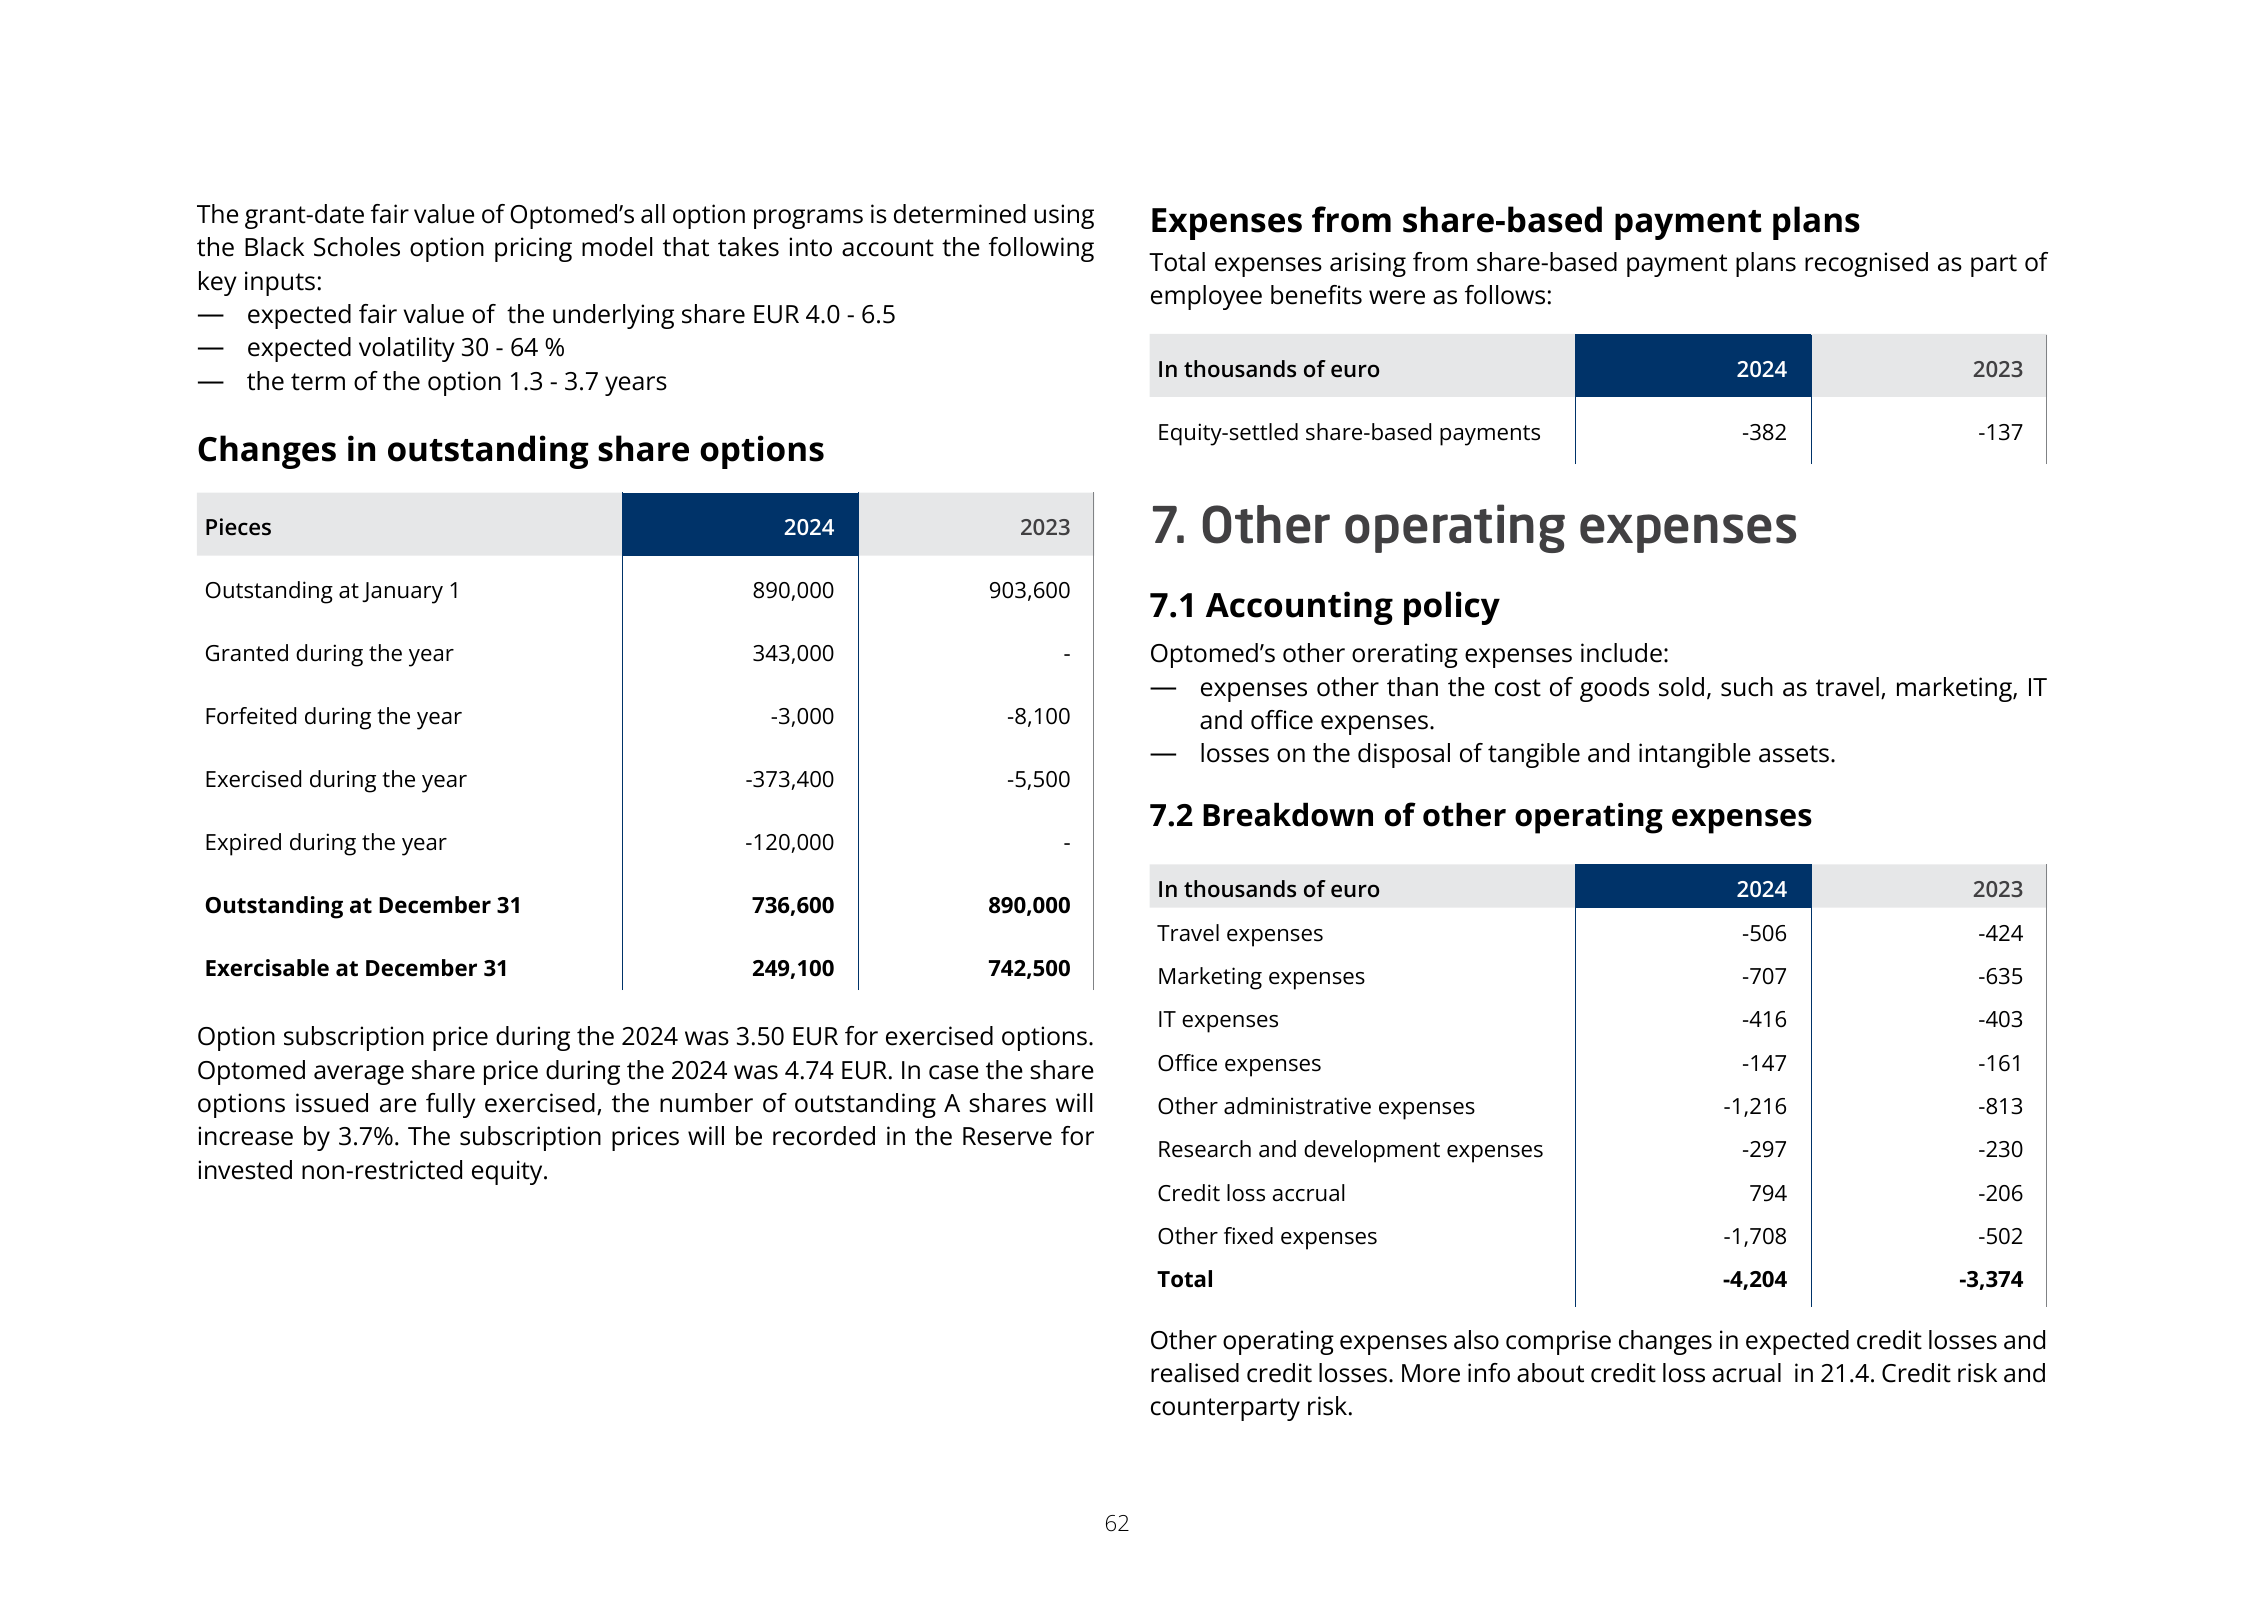 The grant-date fair value of Optomed’s all option programs is determined using
the Black Scholes option pricing model that takes into account the following
key inputs:
— expected fair value of  the underlying share EUR 4.0 - 6.5
— expected volatility 30 - 64 %
— the term of the option 1.3 - 3.7 years
Changes in outstanding share options
Pieces 2024 2023
Outstanding at January 1 890,000 903,600
Granted during the year 343,000 -
Forfeited during the year -3,000 -8,100
Exercised during the year -373,400 -5,500
Expired during the year -120,000 -
Outstanding at December 31 736,600 890,000
Exercisable at December 31 249,100 742,500
Option subscription price during the 2024 was 3.50 EUR for exercised options.
Optomed average share price during the 2024 was 4.74 EUR. In case the share
options issued are fully exercised, the number of outstanding A shares will
increase by 3.7%. The subscription prices will be recorded in the Reserve for
invested non-restricted equity.
Expenses from share-based payment plans
Total expenses arising from share-based payment plans recognised as part of
employee benefits were as follows:
In thousands of euro 2024 2023
Equity-settled share-based payments -382 -137
7. Other operating expenses
7.1 Accounting policy
Optomed’s other orerating expenses include:
— expenses other than the cost of goods sold, such as travel, marketing, IT
and office expenses.
— losses on the disposal of tangible and intangible assets.
7.2 Breakdown of other operating expenses
In thousands of euro 2024 2023
Travel expenses -506 -424
Marketing expenses -707 -635
IT expenses -416 -403
Office expenses -147 -161
Other administrative expenses -1,216 -813
Research and development expenses -297 -230
Credit loss accrual 794 -206
Other fixed expenses -1,708 -502
Total -4,204 -3,374
Other operating expenses also comprise changes in expected credit losses and
realised credit losses. More info about credit loss acrual  in 21.4. Credit risk and
counterparty risk.
62